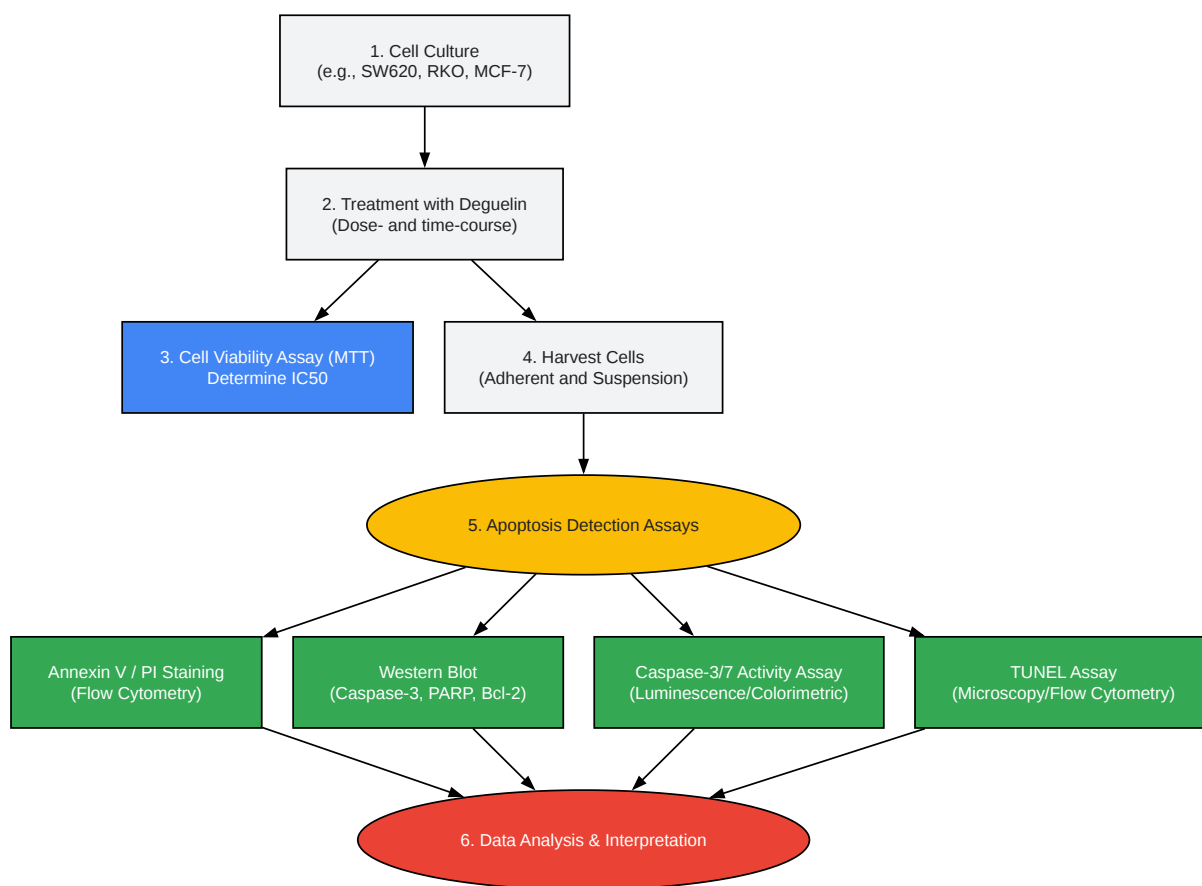 1. Cell Culture
(e.g., SW620, RKO, MCF-7)
2. Treatment with Deguelin
(Dose- and time-course)
3. Cell Viability Assay (MTT)
Determine IC50
4. Harvest Cells
(Adherent and Suspension)
5. Apoptosis Detection Assays
Annexin V / PI Staining
(Flow Cytometry)
Western Blot
(Caspase-3, PARP, Bcl-2)
Caspase-3/7 Activity Assay
(Luminescence/Colorimetric)
TUNEL Assay
(Microscopy/Flow Cytometry)
6. Data Analysis & Interpretation